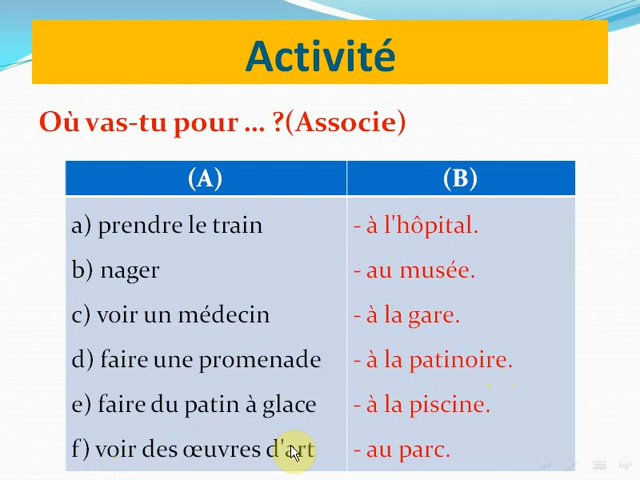 Activité
Où vas-tu pour ... ?(Associe)
(A) (B)
a) prendre le train - à l'hôpital.
b) nager - au musée.
c) voir un médecin - à la gare.
d) faire une promenade - à la patinoire.
e) faire du patin à glace - à la piscine.
f) voir des œuvres d'art - au parc.